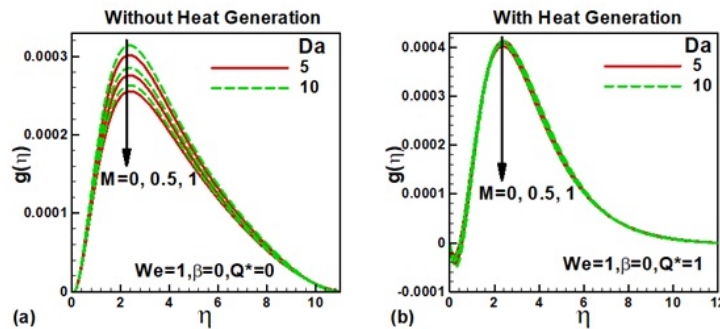 Without Heat Generation
Da
5
10
0.0003
0.0002
0.0001
0
g(η)
M=0, 0.5, 1
We=1,β=0,Q*=0
0 2 4 6 8 10
(a)
η
With Heat Generation
Da
5
10
0.0004
0.0003
0.0002
0.0001
0
-0.0001
g(η)
M=0, 0.5, 1
We=1,β=0,Q*=1
0 2 4 6 8 10 12
(b)
η